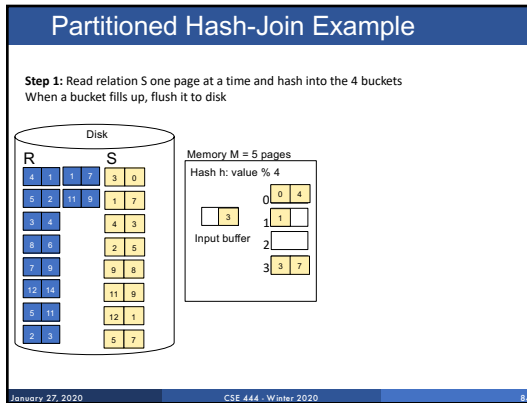 Partitioned Hash-Join Example
Step 1: Read relation S one page at a time and hash into the 4 buckets
When a bucket fills up, flush it to disk
Disk
R S
4 1 1 7 3 0
5 2 11 9 1 7
3 4 4 3
8 6 2 5
7 9 9 8
12 14 11 9
5 11 12 1
2 3 5 7
Memory M = 5 pages
Hash h: value % 4
0 0 4
3 1 1
Input buffer 2
3 3 7
January 27, 2020 CSE 444 - Winter 2020 8